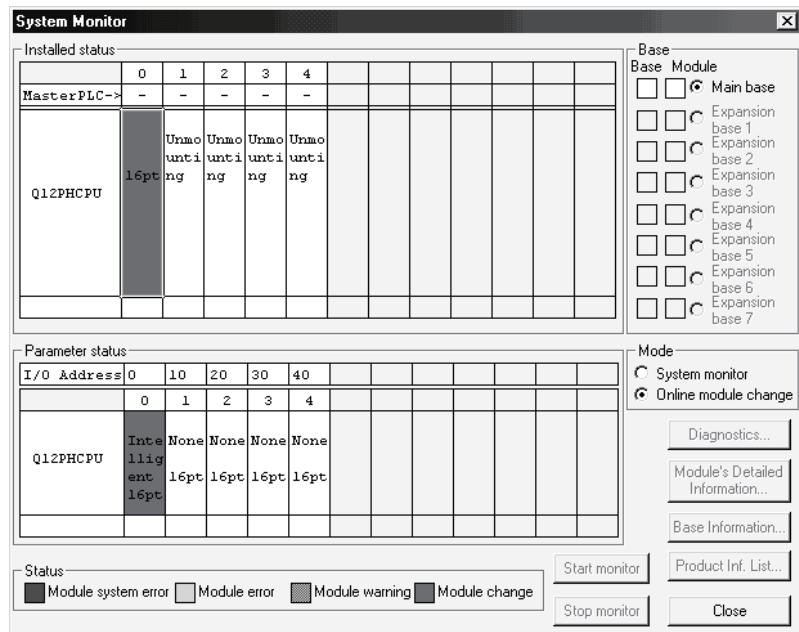 System Monitor
Installed status
0 1 2 3 4
MasterPLC-> - - - - -
Q12PHCPU
16pt
Unmo Unmo Unmo Unmo
unti unti unti unti
ng ng ng ng
Base
Base Module
Main base
Expansion
base 1
Expansion
base 2
Expansion
base 3
Expansion
base 4
Expansion
base 5
Expansion
base 6
Expansion
base 7
Parameter status
I/O Address 0 10 20 30 40
0 1 2 3 4
Q12PHCPU
Inte None None None None
llig
ent 16pt 16pt 16pt 16pt
16pt
Mode
System monitor
Online module change
Diagnostics...
Module's Detailed
Information...
Base Information...
Product Inf. List...
Status
Module system error Module error Module warning Module change
Start monitor
Stop monitor
Close